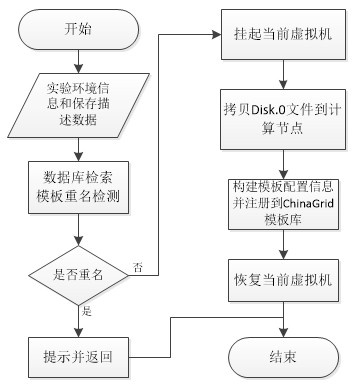 开始
实验环境信
息和保存描
述数据
数据库检索
模板重名检测
是否重名
否
是
提示并返回
挂起当前虚拟机
拷贝Disk.0文件到计
算节点
构建模板配置信息
并注册到ChinaGrid
模板库
恢复当前虚拟机
结束